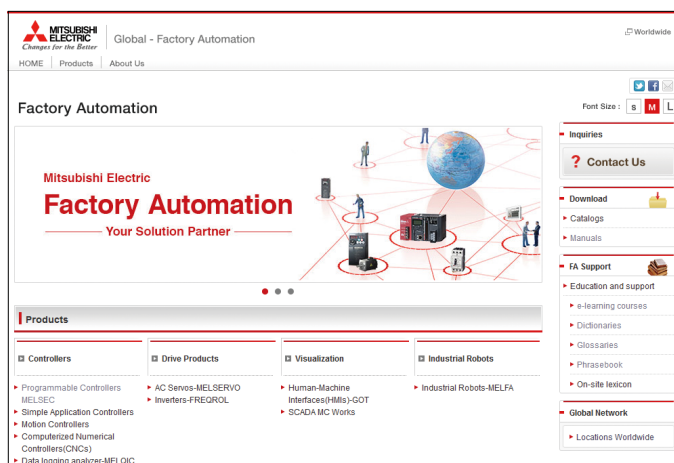 MITSUBISHI
ELECTRIC
Changes for the Better
Global - Factory Automation
Worldwide
HOME
Products
About Us
Factory Automation
Font Size :
S
M
L
Mitsubishi Electric
Factory Automation
Your Solution Partner
Products
Controllers
Programmable Controllers
MELSEC
Simple Application Controllers
Motion Controllers
Computerized Numerical
Controllers(CNCs)
Data logging analyzer-MELQIC
Drive Products
AC Servos-MELSERVO
Inverters-FREQROL
Visualization
Human-Machine
Interfaces(HMIs)-GOT
SCADA MC Works
Industrial Robots
Industrial Robots-MELFA
Inquiries
? Contact Us
Download
Catalogs
Manuals
FA Support
Education and support
e-learning courses
Dictionaries
Glossaries
Phrasebook
On-site lexicon
Global Network
Locations Worldwide